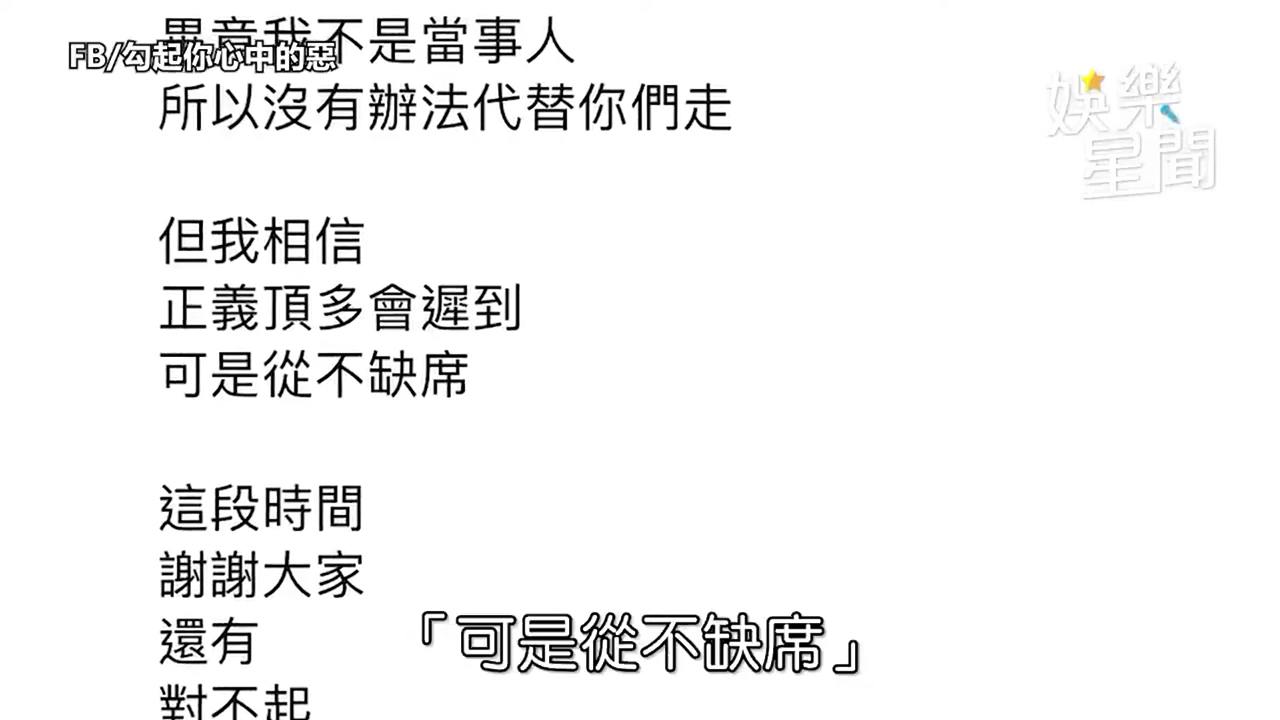 畢竟我不是當事人
FB/勾起你心中的惡
所以沒有辦法代替你們走
娛樂
星聞
但我相信
正義頂多會遲到
可是從不缺席
這段時間
謝謝大家
還有
「可是從不缺席」
對不起